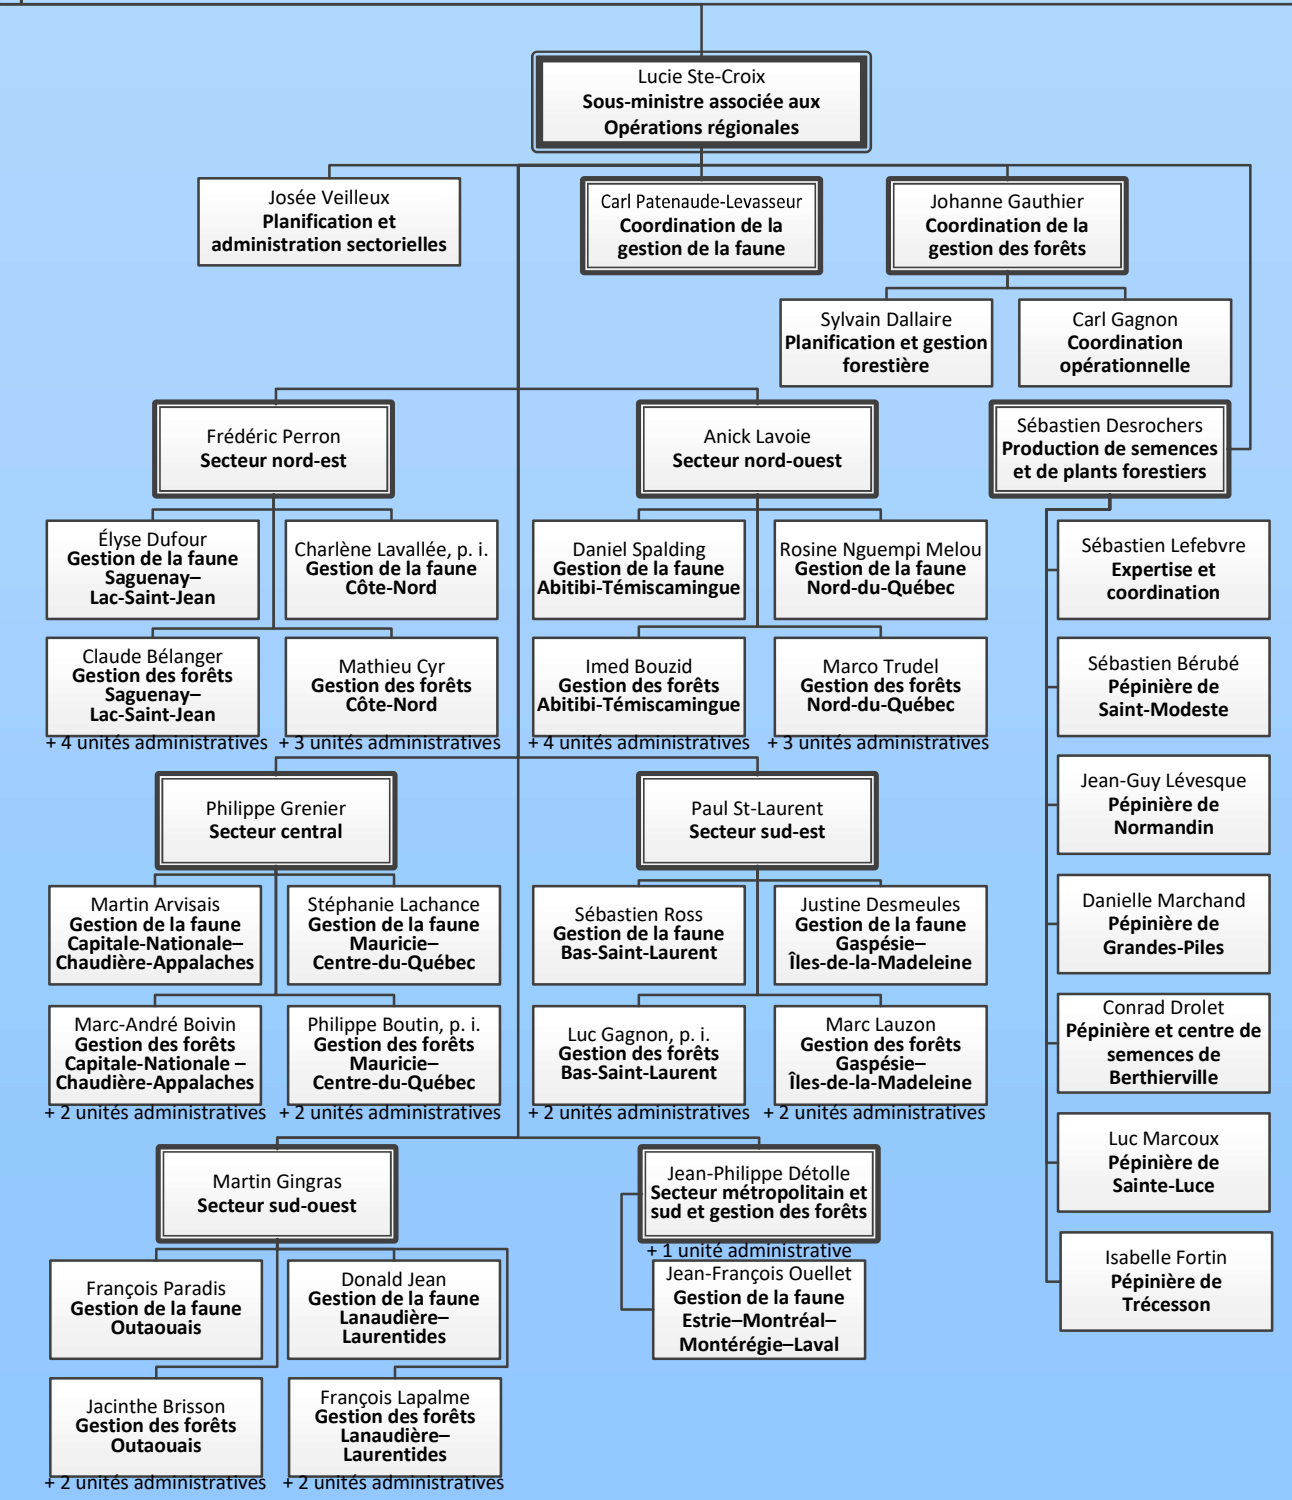 Lucie Ste-Croix
Sous-ministre associée aux
Opérations régionales
Josée Veilleux
Planification et
administration sectorielles
Carl Patenaude-Levasseur
Coordination de la
gestion de la faune
Johanne Gauthier
Coordination de la
gestion des forêts
Sylvain Dallaire
Planification et gestion
forestière
Carl Gagnon
Coordination
opérationnelle
Frédéric Perron
Secteur nord-est
Anick Lavoie
Secteur nord-ouest
Sébastien Desrochers
Production de semences
et de plants forestiers
Élyse Dufour
Gestion de la faune
Saguenay–
Lac-Saint-Jean
Charlène Lavallée, p. i.
Gestion de la faune
Côte-Nord
Daniel Spalding
Gestion de la faune
Abitibi-Témiscamingue
Rosine Nguempi Melou
Gestion de la faune
Nord-du-Québec
Sébastien Lefebvre
Expertise et
coordination
Claude Bélanger
Gestion des forêts
Saguenay–
Lac-Saint-Jean
+ 4 unités administratives
Mathieu Cyr
Gestion des forêts
Côte-Nord
+ 3 unités administratives
Imed Bouzid
Gestion des forêts
Abitibi-Témiscamingue
+ 4 unités administratives
Marco Trudel
Gestion des forêts
Nord-du-Québec
+ 3 unités administratives
Sébastien Bérubé
Pépinière de
Saint-Modeste
Philippe Grenier
Secteur central
Paul St-Laurent
Secteur sud-est
Jean-Guy Lévesque
Pépinière de
Normandin
Martin Arvisais
Gestion de la faune
Capitale-Nationale–
Chaudière-Appalaches
Stéphanie Lachance
Gestion de la faune
Mauricie–
Centre-du-Québec
Sébastien Ross
Gestion de la faune
Bas-Saint-Laurent
Justine Desmeules
Gestion de la faune
Gaspésie–
Îles-de-la-Madeleine
Danielle Marchand
Pépinière de
Grandes-Piles
Marc-André Boivin
Gestion des forêts
Capitale-Nationale –
Chaudière-Appalaches
+ 2 unités administratives
Philippe Boutin, p. i.
Gestion des forêts
Mauricie–
Centre-du-Québec
+ 2 unités administratives
Luc Gagnon, p. i.
Gestion des forêts
Bas-Saint-Laurent
+ 2 unités administratives
Marc Lauzon
Gestion des forêts
Gaspésie–
Îles-de-la-Madeleine
+ 2 unités administratives
Conrad Drolet
Pépinière et centre de
semences de
Berthierville
Martin Gingras
Secteur sud-ouest
Jean-Philippe Détolle
Secteur métropolitain et
sud et gestion des forêts
+ 1 unité administrative
Luc Marcoux
Pépinière de
Sainte-Luce
François Paradis
Gestion de la faune
Outaouais
Donald Jean
Gestion de la faune
Lanaudière–
Laurentides
Jean-François Ouellet
Gestion de la faune
Estrie–Montréal–
Montérégie–Laval
Isabelle Fortin
Pépinière de
Trécesson
Jacinthe Brisson
Gestion des forêts
Outaouais
+ 2 unités administratives
François Lapalme
Gestion des forêts
Lanaudière–
Laurentides
+ 2 unités administratives